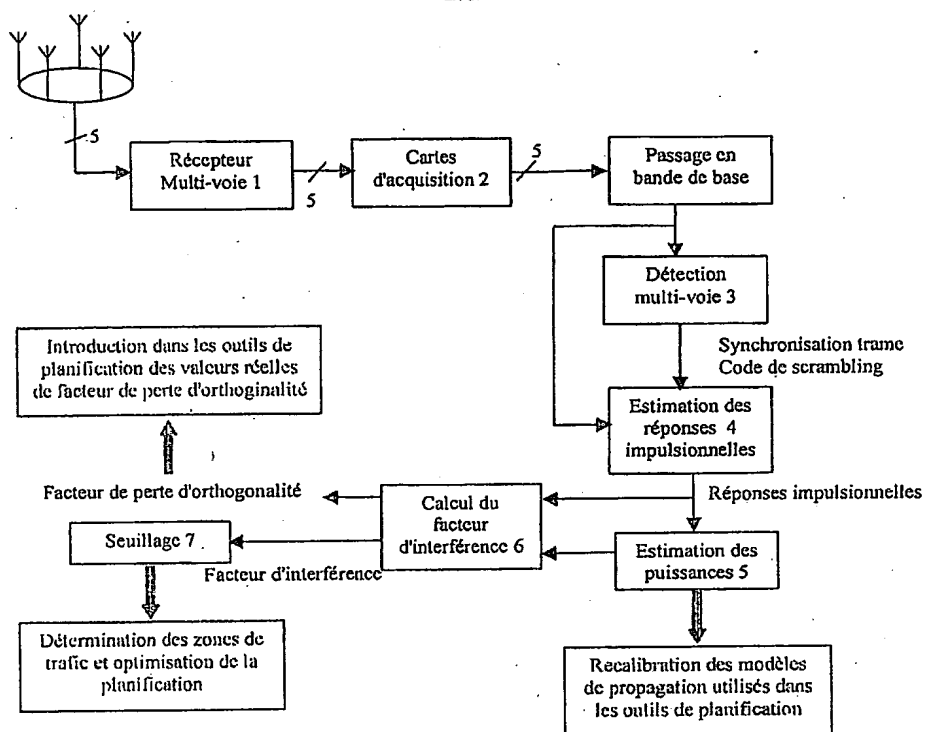 5
Récepteur
Multi-voie 1
5
Cartes
d'acquisition 2
5
Passage en
bande de base
Détection
multi-voie 3
Synchronisation trame
Code de scrambling
Introduction dans les outils de
planification des valeurs réelles
de facteur de perte d'orthoginalité
Estimation des
réponses 4
impulsionnelles
Facteur de perte d'orthogonalité
Calcul du
facteur
d'interférence 6
Réponses impulsionnelles
Seuillage 7
Facteur d'interférence
Estimation des
puissances 5
Détermination des zones de
trafic et optimisation de la
planification
Recalibration des modèles
de propagation utilisés dans
les outils de planification